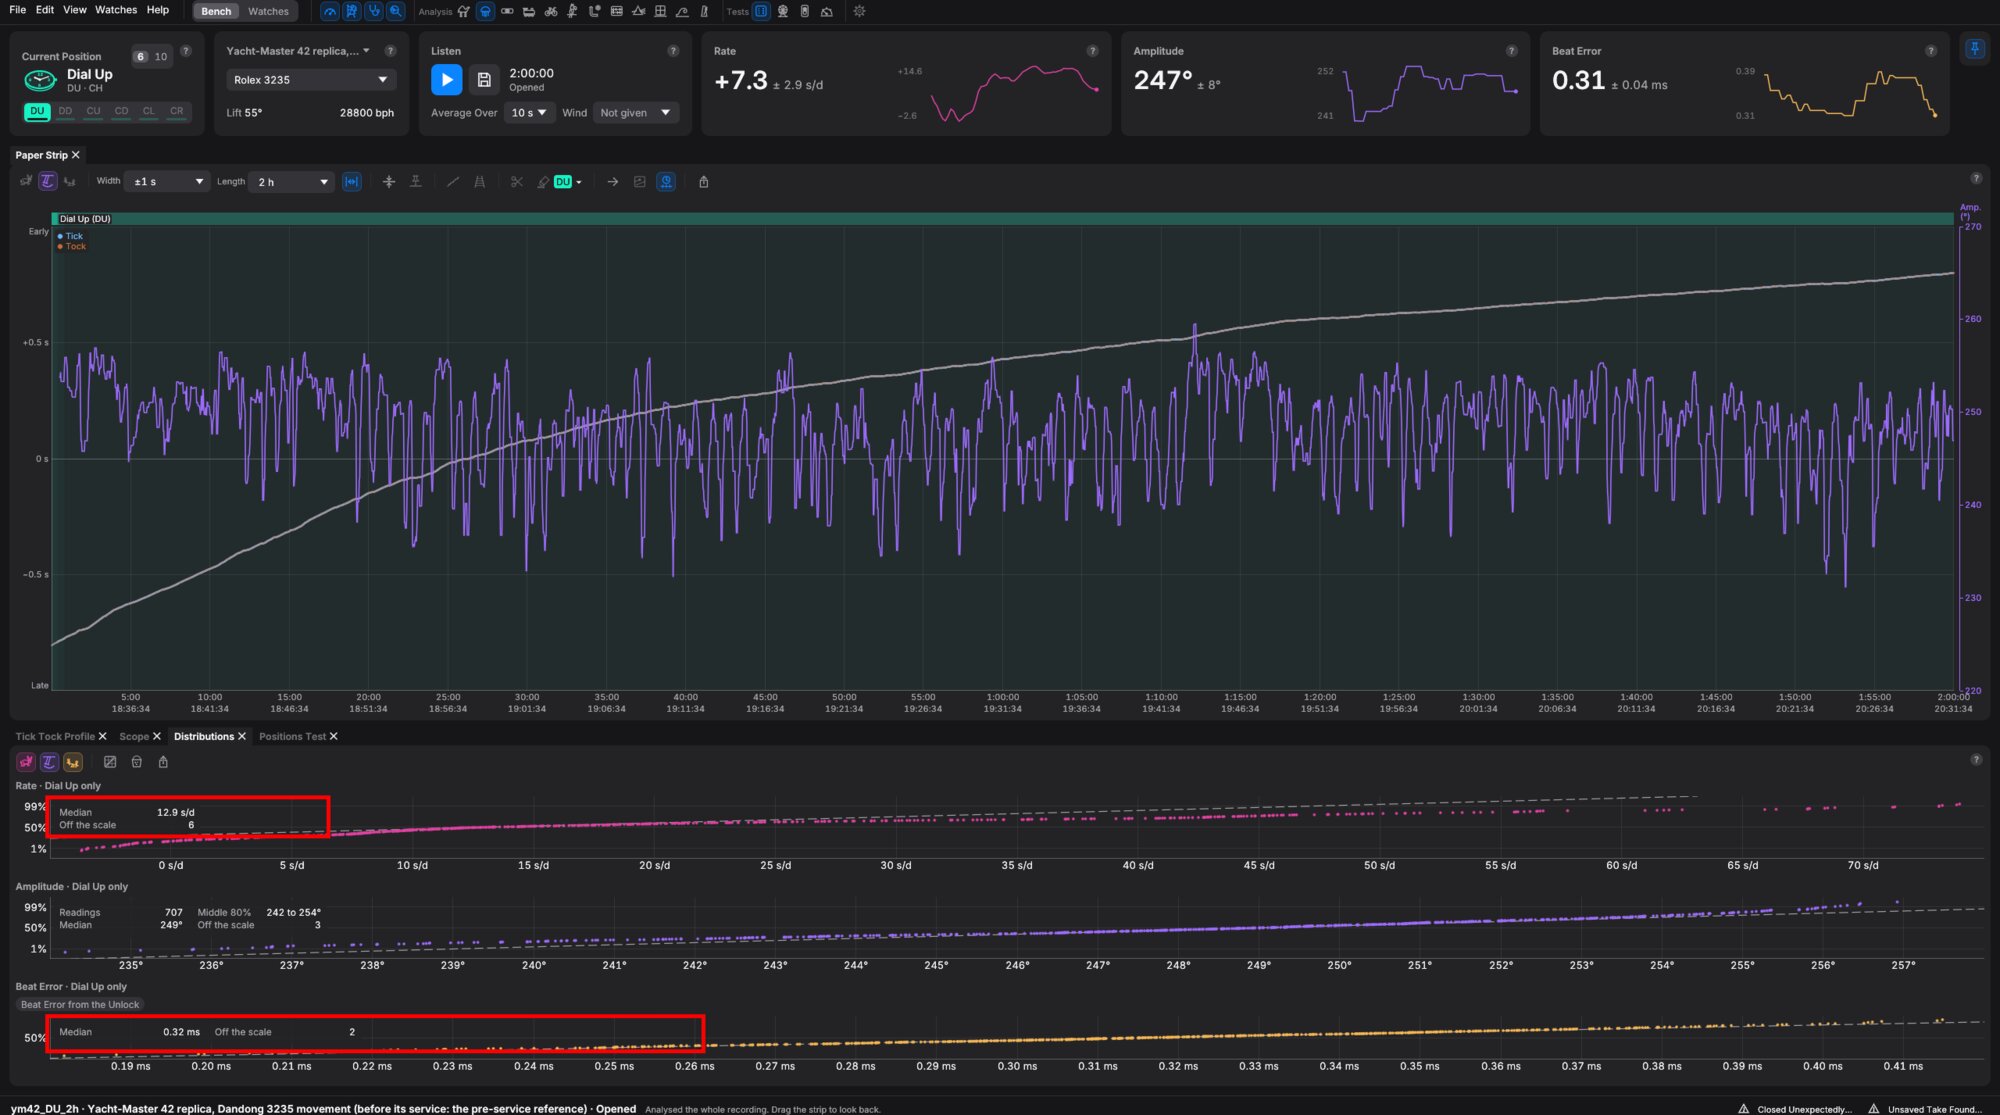 File Edit View Watches Help Bench Watches Analysis Tests
Current Position 6 10 ?
Dial Up
DU · CH
DU DD CU CD CL CR
Yacht-Master 42 replica,... ?
Rolex 3235
Lift 55° 28800 bph
Listen ?
2:00:00
Opened
Average Over 10 s Wind Not given
Rate ?
+7.3 ± 2.9 s/d
+14.6
−2.6
Amplitude ?
247° ± 8°
252
241
Beat Error ?
0.31 ± 0.04 ms
0.39
0.31
Paper Strip
Width ±1 s Length 2 h DU ?
Dial Up (DU)
Early
Tick
Tock
Amp.
(°)
270
+0.5 s
260
0 s
250
−0.5 s
240
230
Late
220
5:00 10:00 15:00 20:00 25:00 30:00 35:00 40:00 45:00 50:00 55:00 1:00:00 1:05:00 1:10:00 1:15:00 1:20:00 1:25:00 1:30:00 1:35:00 1:40:00 1:45:00 1:50:00 1:55:00 2:00:00
18:36:34 18:41:34 18:46:34 18:51:34 18:56:34 19:01:34 19:06:34 19:11:34 19:16:34 19:21:34 19:26:34 19:31:34 19:36:34 19:41:34 19:46:34 19:51:34 19:56:34 20:01:34 20:06:34 20:11:34 20:16:34 20:21:34 20:26:34 20:31:34
Tick Tock Profile Scope Distributions Positions Test
?
Rate · Dial Up only
99%
50%
1%
Median 12.9 s/d
Off the scale 6
0 s/d 5 s/d 10 s/d 15 s/d 20 s/d 25 s/d 30 s/d 35 s/d 40 s/d 45 s/d 50 s/d 55 s/d 60 s/d 65 s/d 70 s/d
Amplitude · Dial Up only
99%
50%
1%
Readings 707 Middle 80% 242 to 254°
Median 249° Off the scale 3
235° 236° 237° 238° 239° 240° 241° 242° 243° 244° 245° 246° 247° 248° 249° 250° 251° 252° 253° 254° 255° 256° 257°
Beat Error · Dial Up only
Beat Error from the Unlock
50%
Median 0.32 ms Off the scale 2
0.19 ms 0.20 ms 0.21 ms 0.22 ms 0.23 ms 0.24 ms 0.25 ms 0.26 ms 0.27 ms 0.28 ms 0.29 ms 0.30 ms 0.31 ms 0.32 ms 0.33 ms 0.34 ms 0.35 ms 0.36 ms 0.37 ms 0.38 ms 0.39 ms 0.40 ms 0.41 ms
ym42_DU_2h · Yacht-Master 42 replica, Dandong 3235 movement (before its service: the pre-service reference) · Opened Analysed the whole recording. Drag the strip to look back. Closed Unexpectedly... Unsaved Take Found...